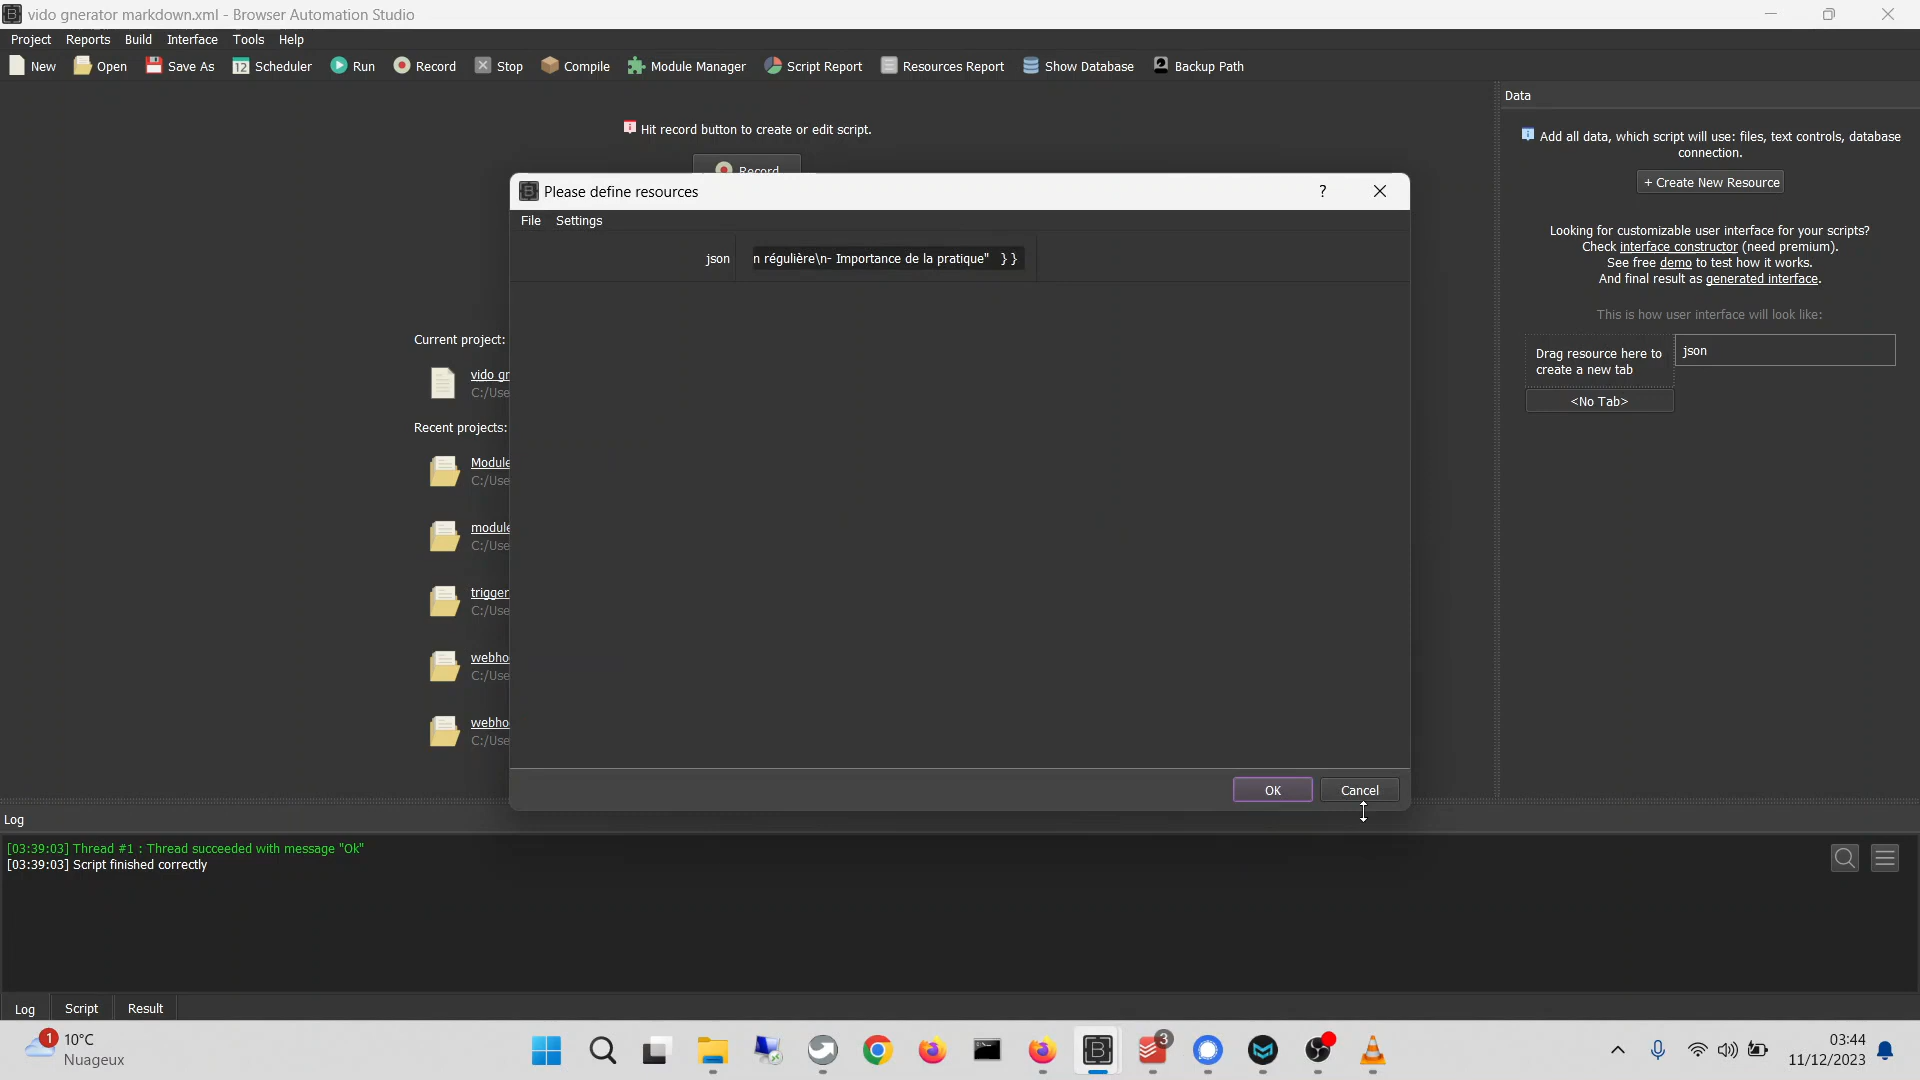 vido gnerator markdown.xml - Browser Automation Studio
Project Reports Build Interface Tools Help
New Open Save As Scheduler Run Record Stop Compile Module Manager Script Report Resources Report Show Database Backup Path
Hit record button to create or edit script.
Record
Please define resources
File Settings
json n régulière\n- Importance de la pratique" }}
OK Cancel
Current project:
vido gr
C:/Use
Recent projects:
Module
C:/Use
module
C:/Use
trigger
C:/Use
webho
C:/Use
webho
C:/Use
Data
Add all data, which script will use: files, text controls, database
connection.
+ Create New Resource
Looking for customizable user interface for your scripts?
Check interface constructor (need premium).
See free demo to test how it works.
And final result as generated interface.
This is how user interface will look like:
Drag resource here to
create a new tab
json
<No Tab>
Log
[03:39:03] Thread #1 : Thread succeeded with message "Ok"
[03:39:03] Script finished correctly
Log Script Result
1
10°C
Nuageux
3
03:44
11/12/2023